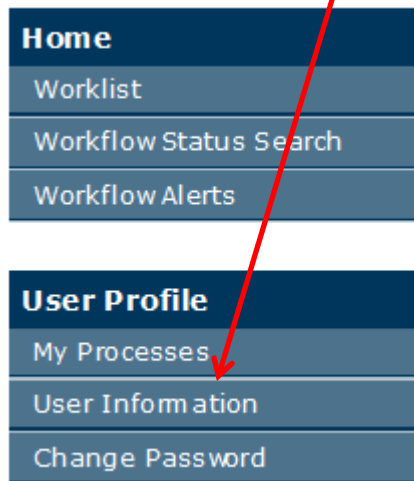 Home
Worklist
Workflow Status Search
Workflow Alerts
User Profile
My Processes
User Information
Change Password